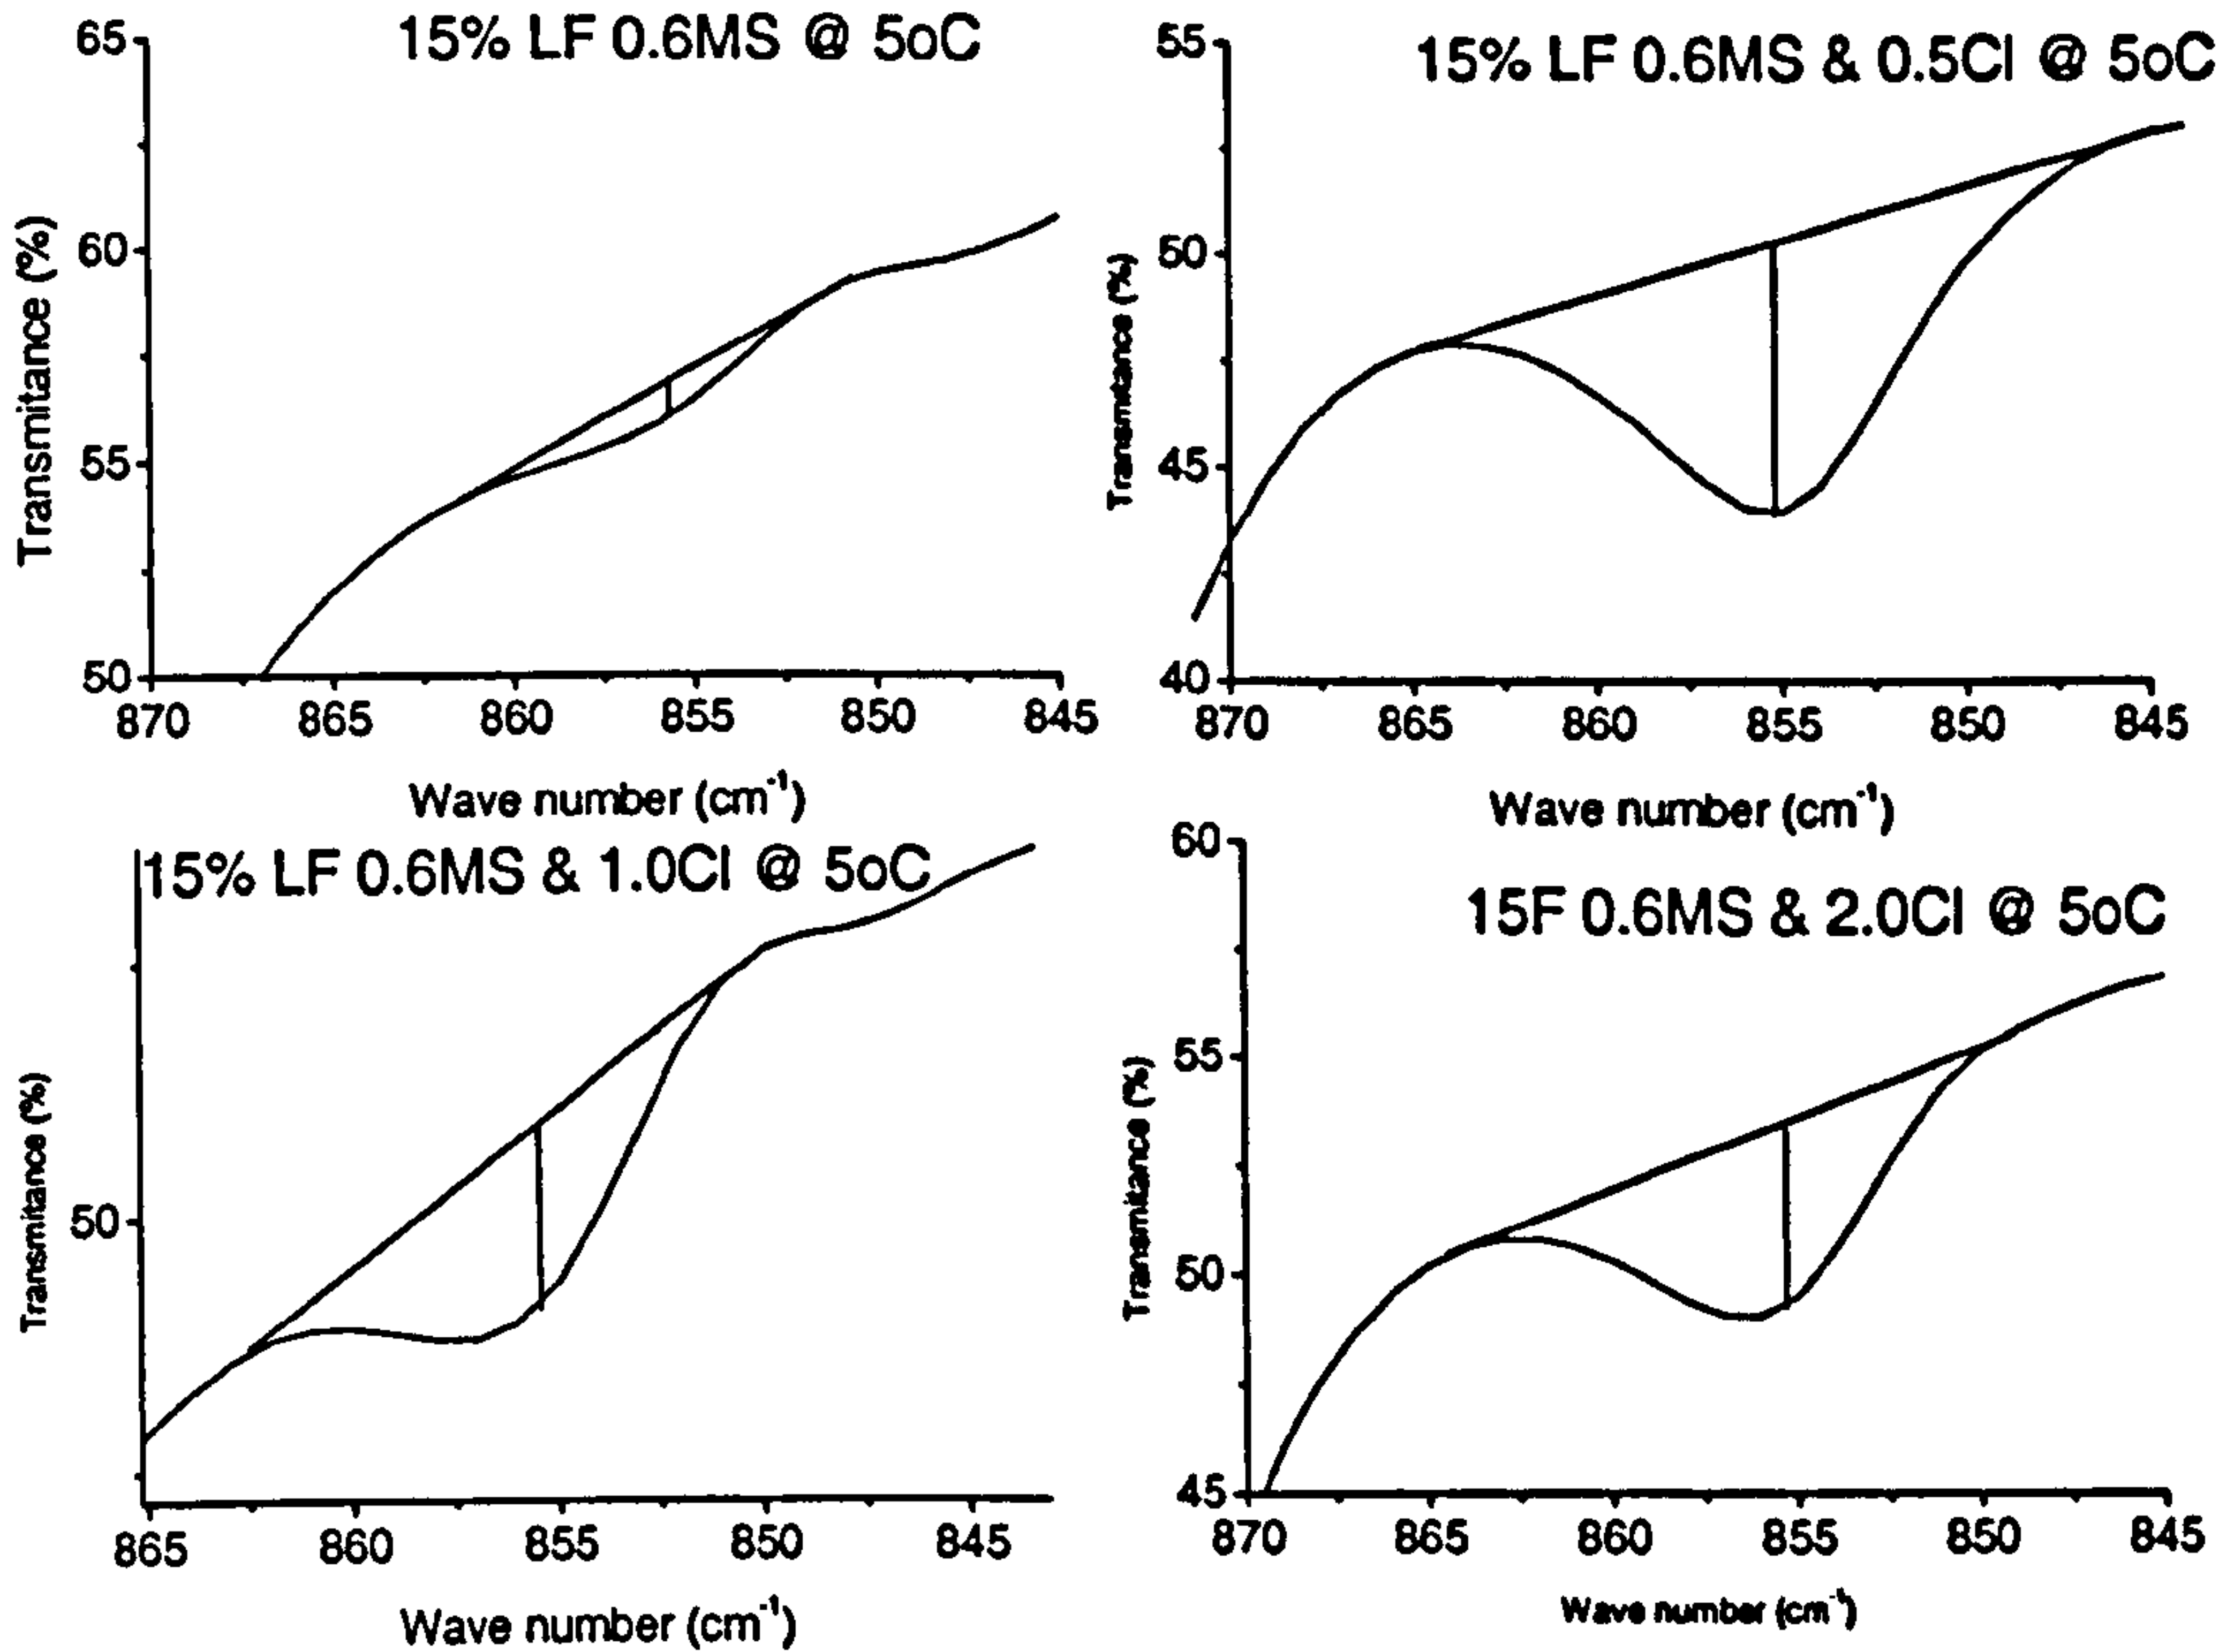 15% LF 0.6MS @ 5oC
65
60
55
50
Transmitance (%)
870 865 860 855 850 845
Wave number (cm⁻¹)
15% LF 0.6MS & 0.5Cl @ 5oC
55
50
45
40
Transmitance (%)
870 865 860 855 850 845
Wave number (cm⁻¹)
15% LF 0.6MS & 1.0Cl @ 5oC
50
Transmitance (%)
865 860 855 850 845
Wave number (cm⁻¹)
15F 0.6MS & 2.0Cl @ 5oC
60
55
50
45
Transmitance (%)
870 865 860 855 850 845
Wave number (cm⁻¹)